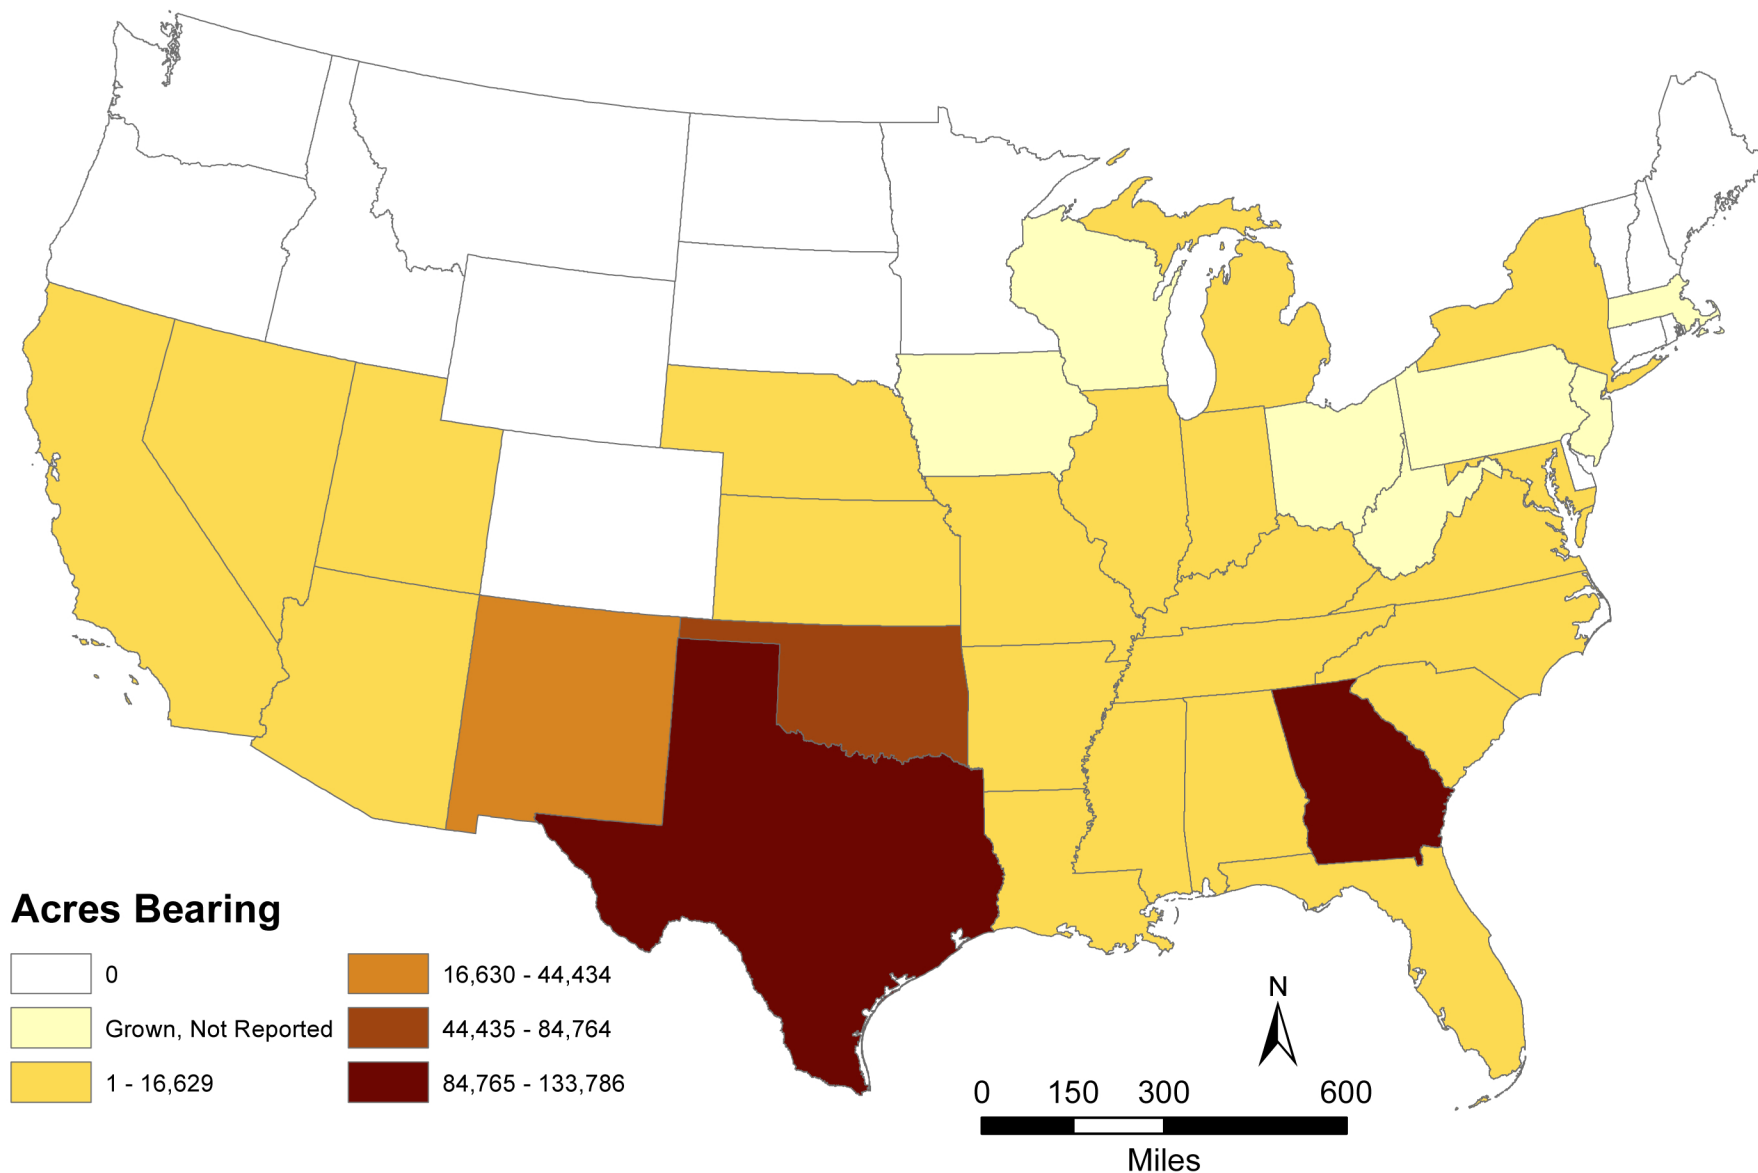 Acres Bearing
0
Grown, Not Reported
1 - 16,629
16,630 - 44,434
44,435 - 84,764
84,765 - 133,786
N
0 150 300 600
Miles